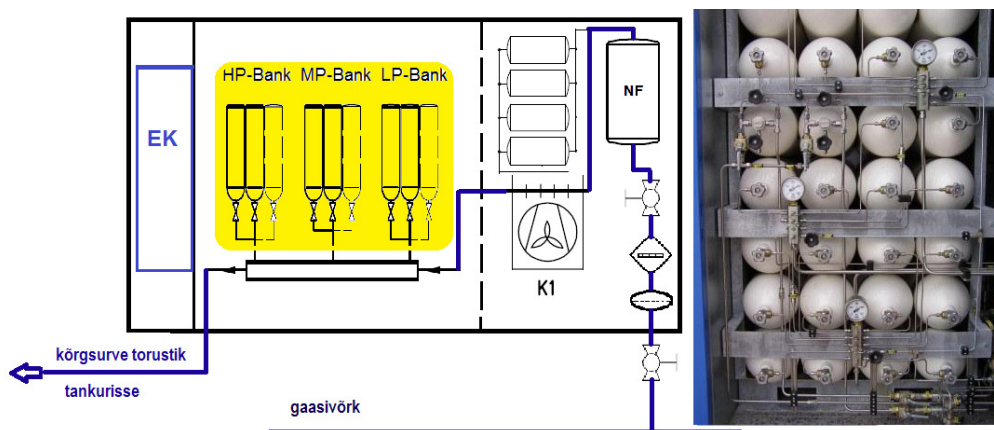 HP-Bank MP-Bank LP-Bank
NF
EK
K1
kõrgsurve torustik
tankurisse
gaasivõrk